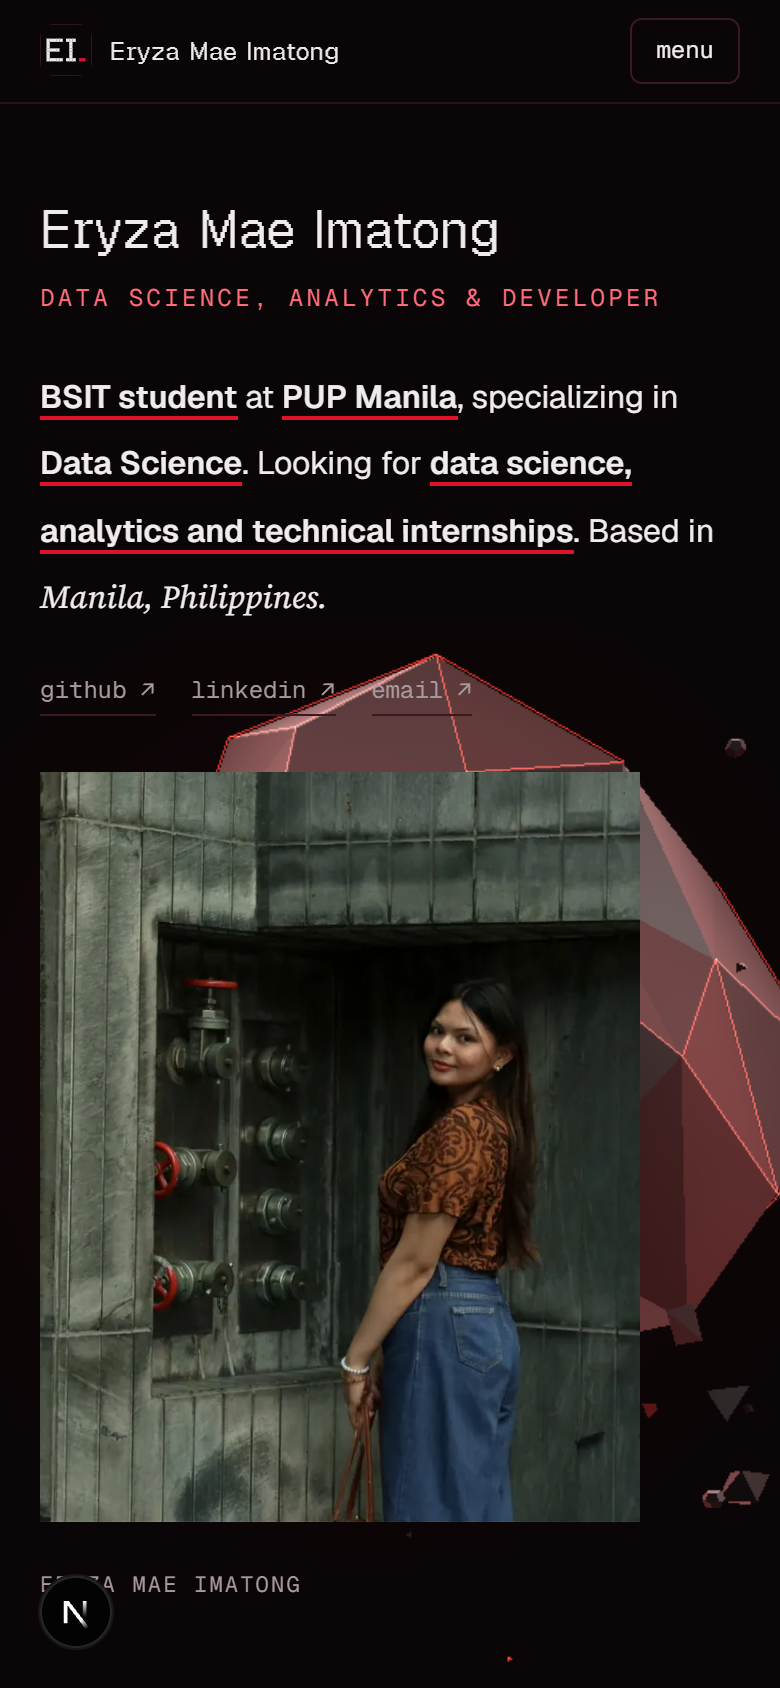 EI. Eryza Mae Imatong menu
Eryza Mae Imatong
DATA SCIENCE, ANALYTICS & DEVELOPER
BSIT student at PUP Manila, specializing in
Data Science. Looking for data science,
analytics and technical internships. Based in
Manila, Philippines.
github ↗ linkedin ↗ email ↗
MAE IMATONG
N